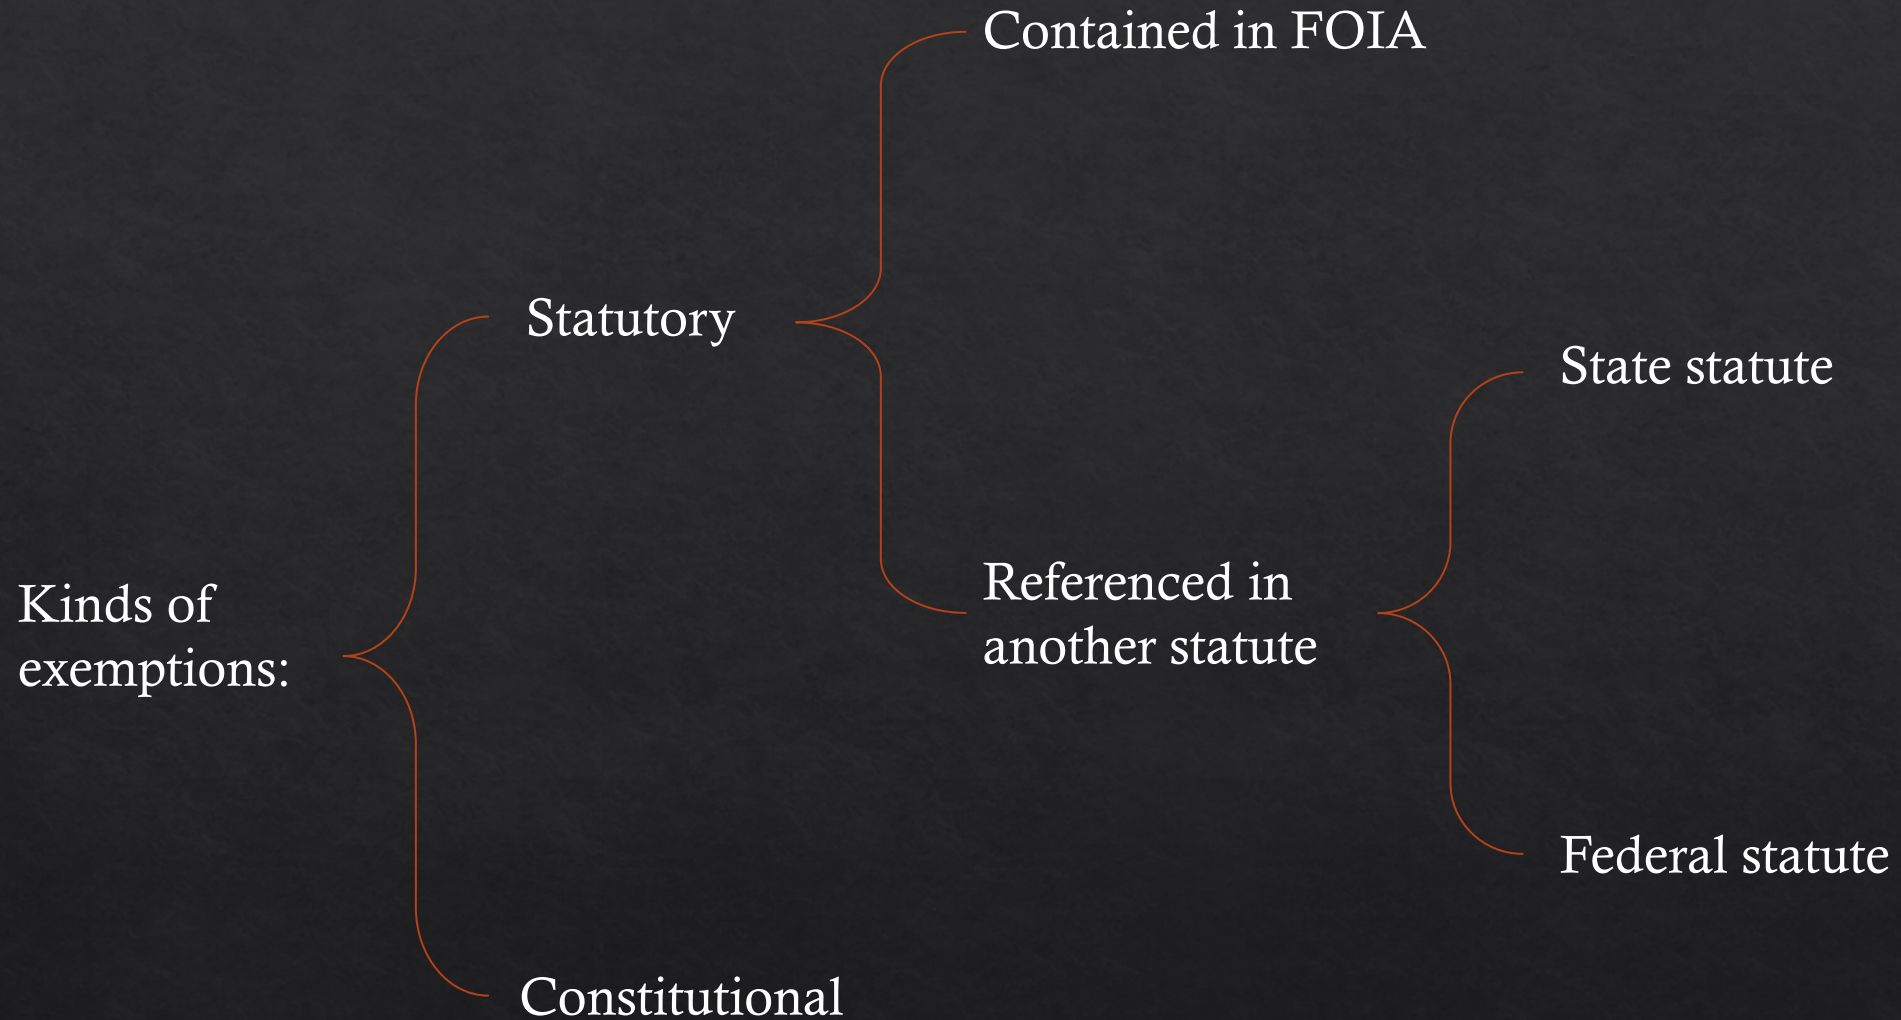 Kinds of
exemptions:
Statutory
Contained in FOIA
Referenced in
another statute
State statute
Federal statute
Constitutional